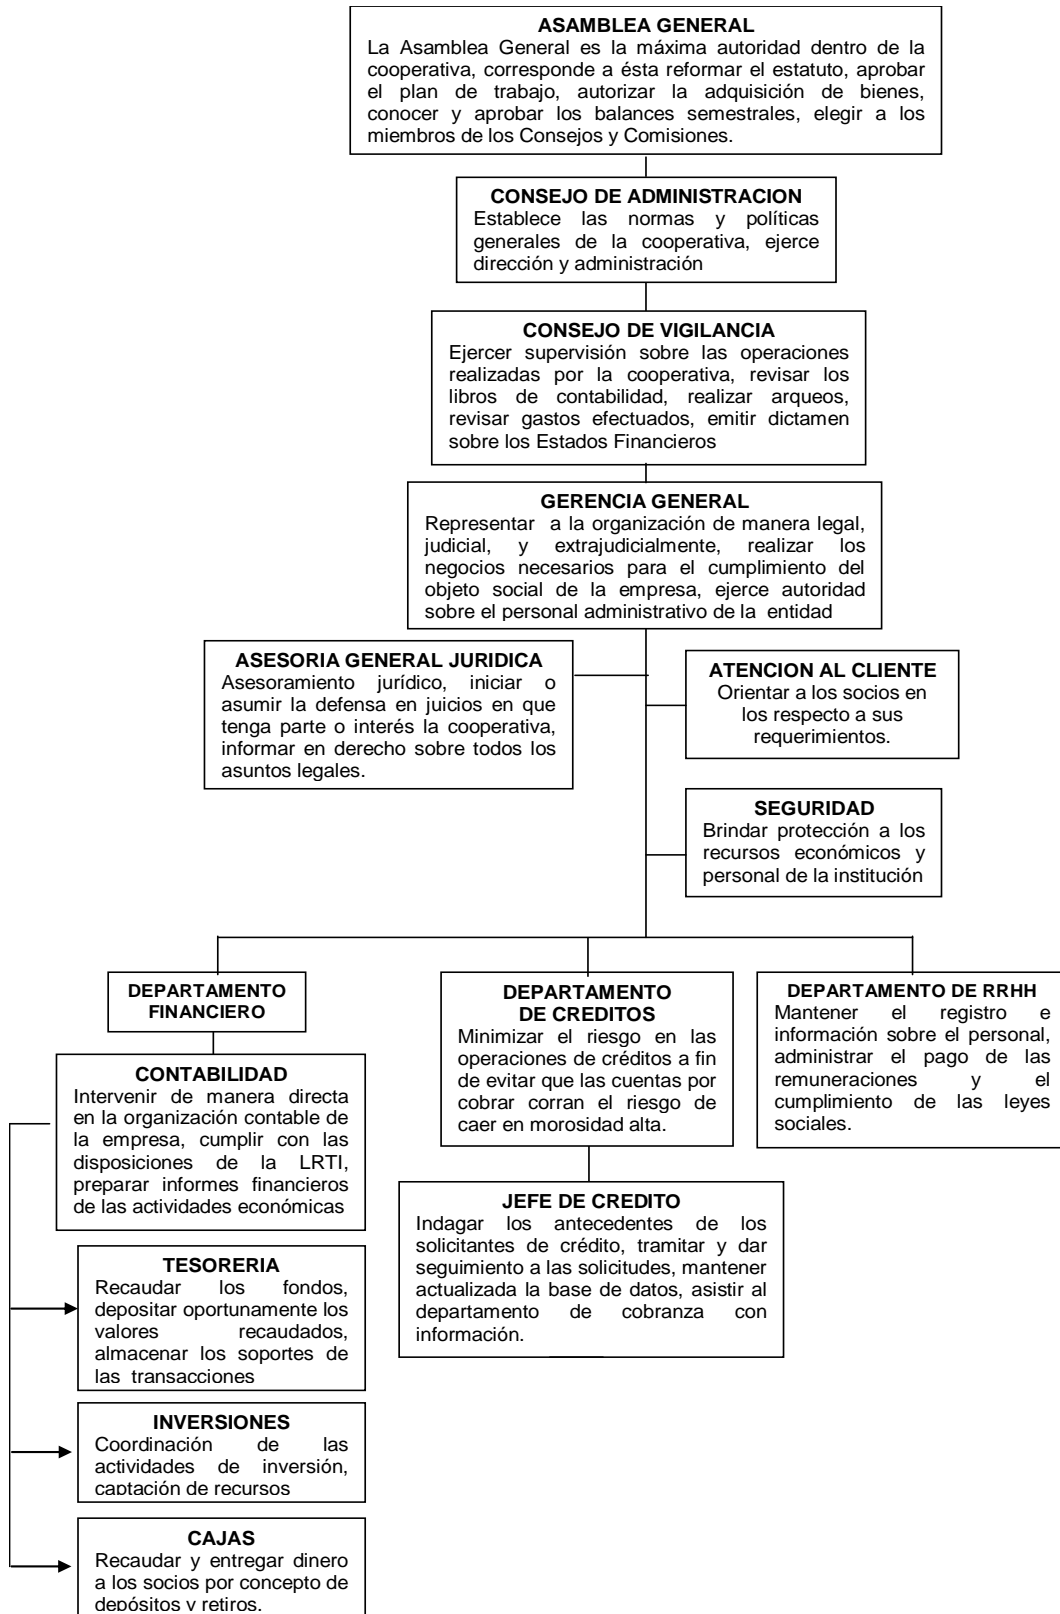 ASAMBLEA GENERAL
La Asamblea General es la máxima autoridad dentro de la
cooperativa, corresponde a ésta reformar el estatuto, aprobar
el plan de trabajo, autorizar la adquisición de bienes,
conocer y aprobar los balances semestrales, elegir a los
miembros de los Consejos y Comisiones.
CONSEJO DE ADMINISTRACION
Establece las normas y políticas
generales de la cooperativa, ejerce
dirección y administración
CONSEJO DE VIGILANCIA
Ejercer supervisión sobre las operaciones
realizadas por la cooperativa, revisar los
libros de contabilidad, realizar arqueos,
revisar gastos efectuados, emitir dictamen
sobre los Estados Financieros
GERENCIA GENERAL
Representar a la organización de manera legal,
judicial, y extrajudicialmente, realizar los
negocios necesarios para el cumplimiento del
objeto social de la empresa, ejerce autoridad
sobre el personal administrativo de la entidad
ASESORIA GENERAL JURIDICA
Asesoramiento jurídico, iniciar o
asumir la defensa en juicios en que
tenga parte o interés la cooperativa,
informar en derecho sobre todos los
asuntos legales.
ATENCION AL CLIENTE
Orientar a los socios en
los respecto a sus
requerimientos.
SEGURIDAD
Brindar protección a los
recursos económicos y
personal de la institución
DEPARTAMENTO
FINANCIERO
CONTABILIDAD
Intervenir de manera directa
en la organización contable de
la empresa, cumplir con las
disposiciones de la LRTI,
preparar informes financieros
de las actividades económicas
TESORERIA
Recaudar los fondos,
depositar oportunamente los
valores recaudados,
almacenar los soportes de
las transacciones
INVERSIONES
Coordinación de las
actividades de inversión,
captación de recursos
CAJAS
Recaudar y entregar dinero
a los socios por concepto de
depósitos y retiros.
DEPARTAMENTO
DE CREDITOS
Minimizar el riesgo en las
operaciones de créditos a fin
de evitar que las cuentas por
cobrar corran el riesgo de
caer en morosidad alta.
JEFE DE CREDITO
Indagar los antecedentes de los
solicitantes de crédito, tramitar y dar
seguimiento a las solicitudes, mantener
actualizada la base de datos, asistir al
departamento de cobranza con
información.
DEPARTAMENTO DE RRHH
Mantener el registro e
información sobre el personal,
administrar el pago de las
remuneraciones y el
cumplimiento de las leyes
sociales.